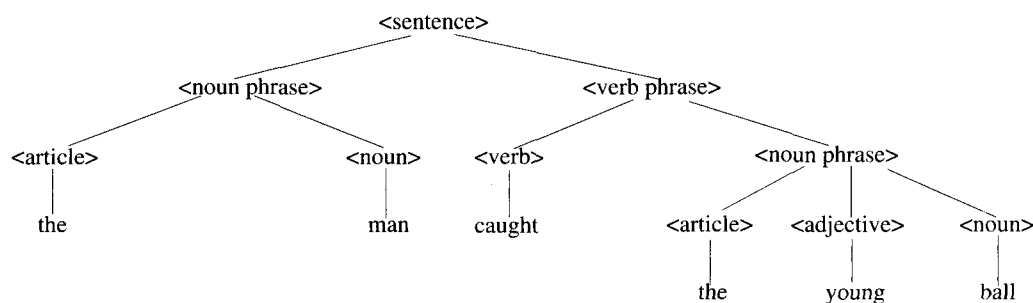 <sentence>
<noun phrase> <verb phrase>
<article> <noun> <verb> <noun phrase>
the man caught <article> <adjective> <noun>
the young ball